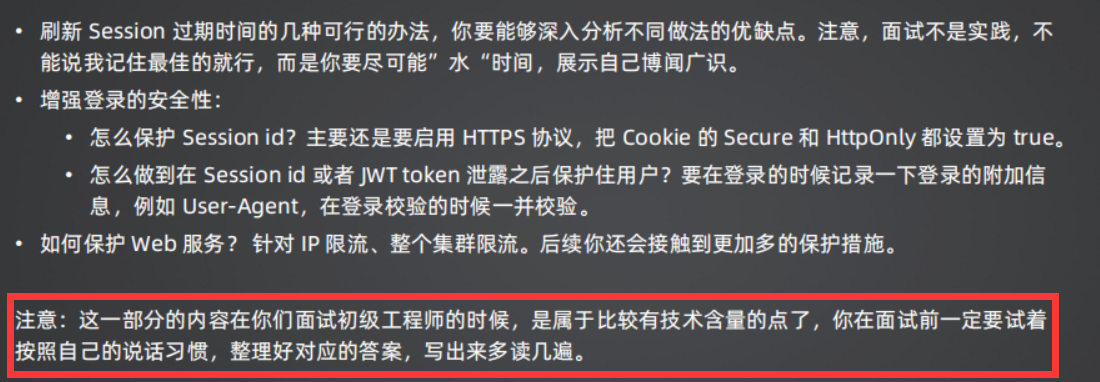 • 刷新 Session 过期时间的几种可行的办法，你要能够深入分析不同做法的优缺点。注意，面试不是实践，不
能说我记住最佳的就行，而是你要尽可能”水“时间，展示自己博闻广识。
• 增强登录的安全性：
• 怎么保护 Session id？主要还是要启用 HTTPS 协议，把 Cookie 的 Secure 和 HttpOnly 都设置为 true。
• 怎么做到在 Session id 或者 JWT token 泄露之后保护住用户？要在登录的时候记录一下登录的附加信
息，例如 User-Agent，在登录校验的时候一并校验。
• 如何保护 Web 服务？ 针对 IP 限流、整个集群限流。后续你还会接触到更加多的保护措施。
注意：这一部分的内容在你们面试初级工程师的时候，是属于比较有技术含量的点了，你在面试前一定要试着
按照自己的说话习惯，整理好对应的答案，写出来多读几遍。